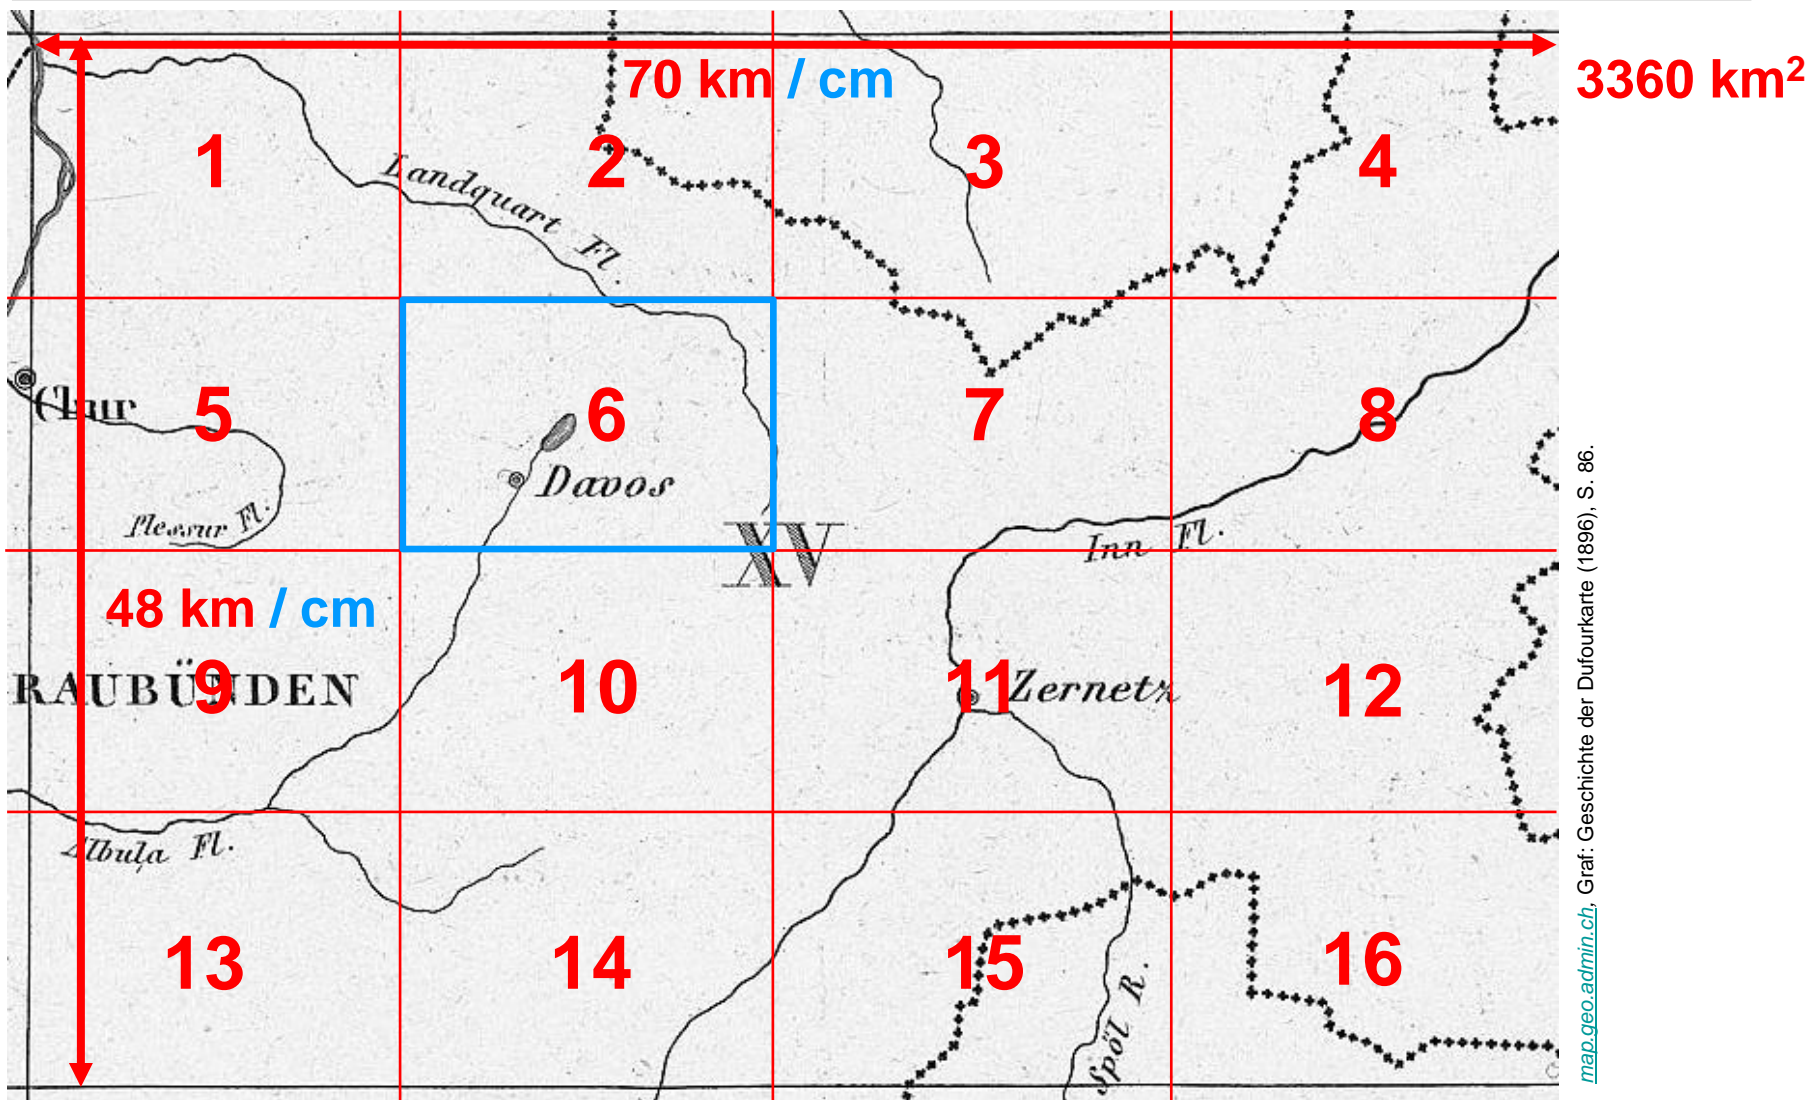 70 km / cm
3360 km²
1
2
3
4
Landquart Fl.
Chur
5
6
7
8
Davos
Plessur Fl.
XV
Inn Fl.
48 km / cm
RAUBÜNDEN
9
10
11
Zernetz
12
Albula Fl.
13
14
15
16
Spöl R.
map.geo.admin.ch, Graf: Geschichte der Dufourkarte (1896), S. 86.